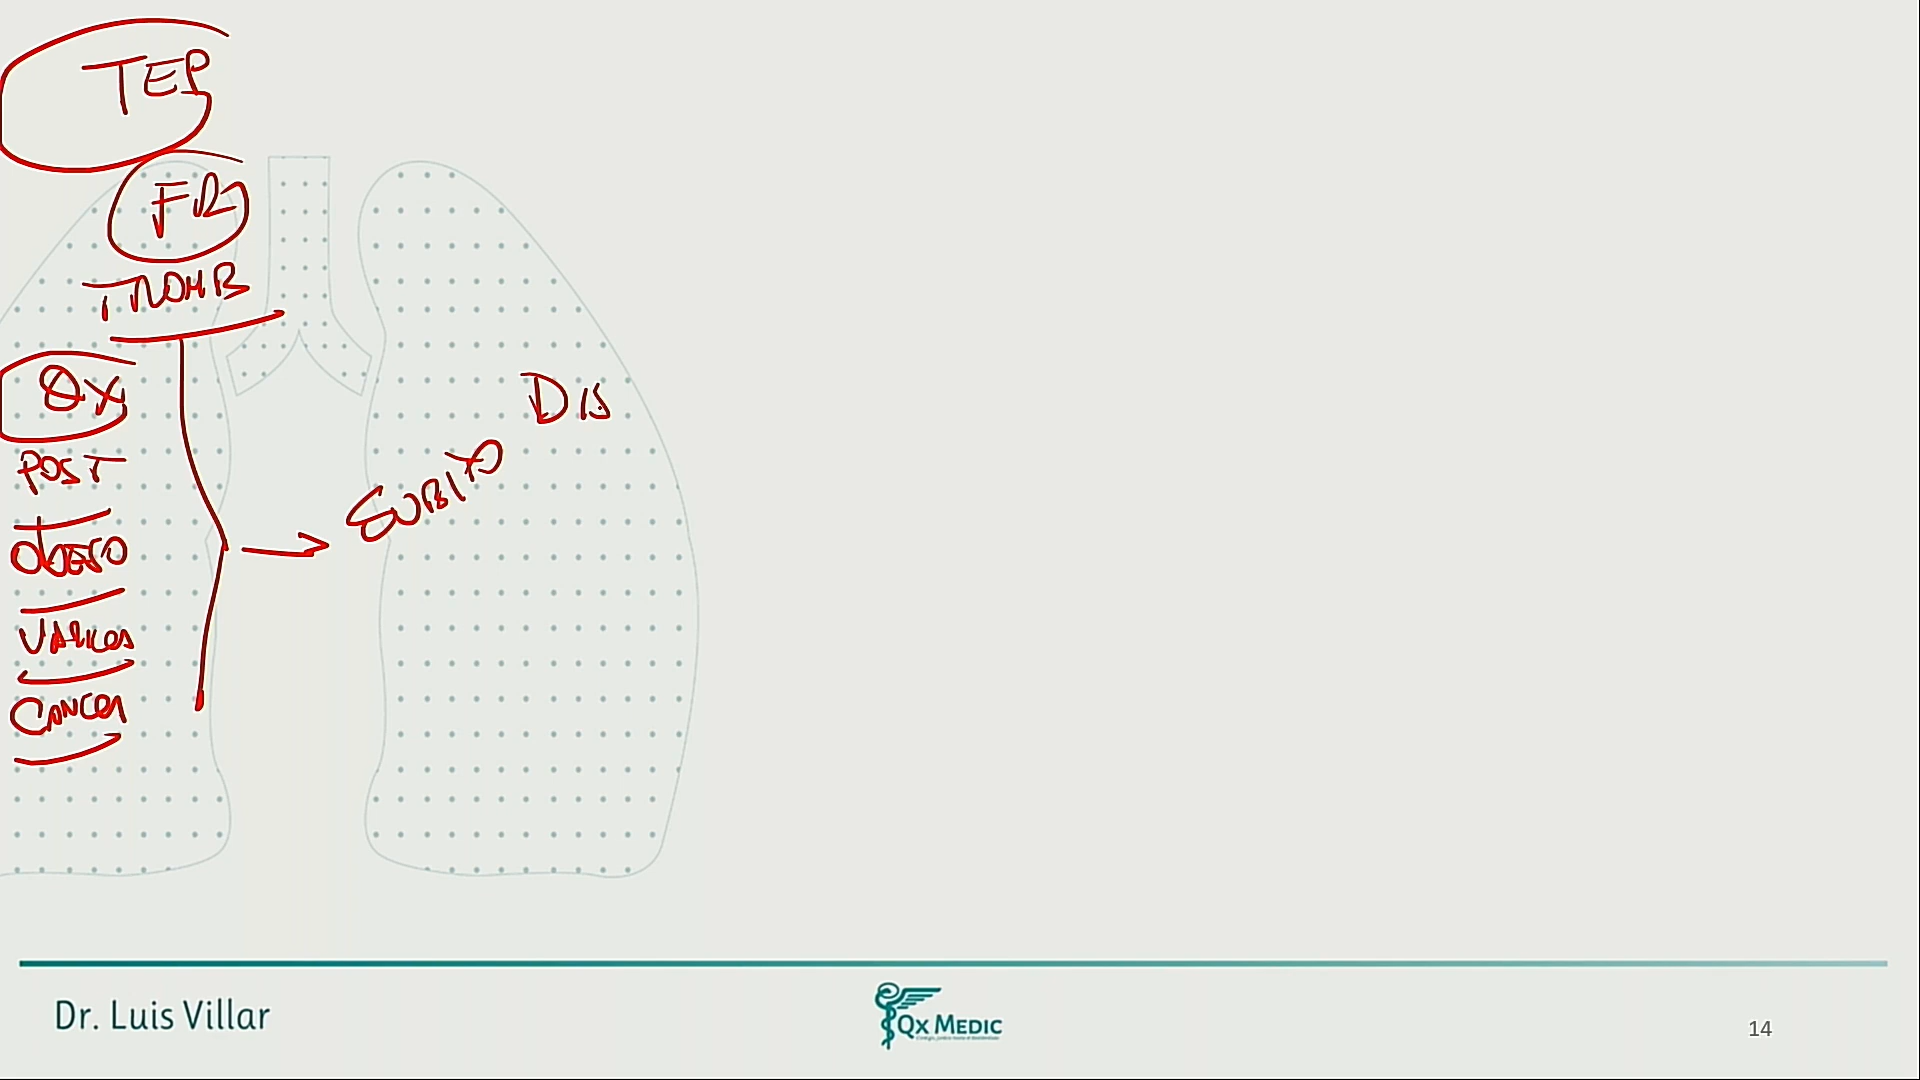 TEP
FR
TROMB
QX
POST
OBESO
VARICES
CANCER
SUBITO
DIS
Dr. Luis Villar
QX MEDIC
14